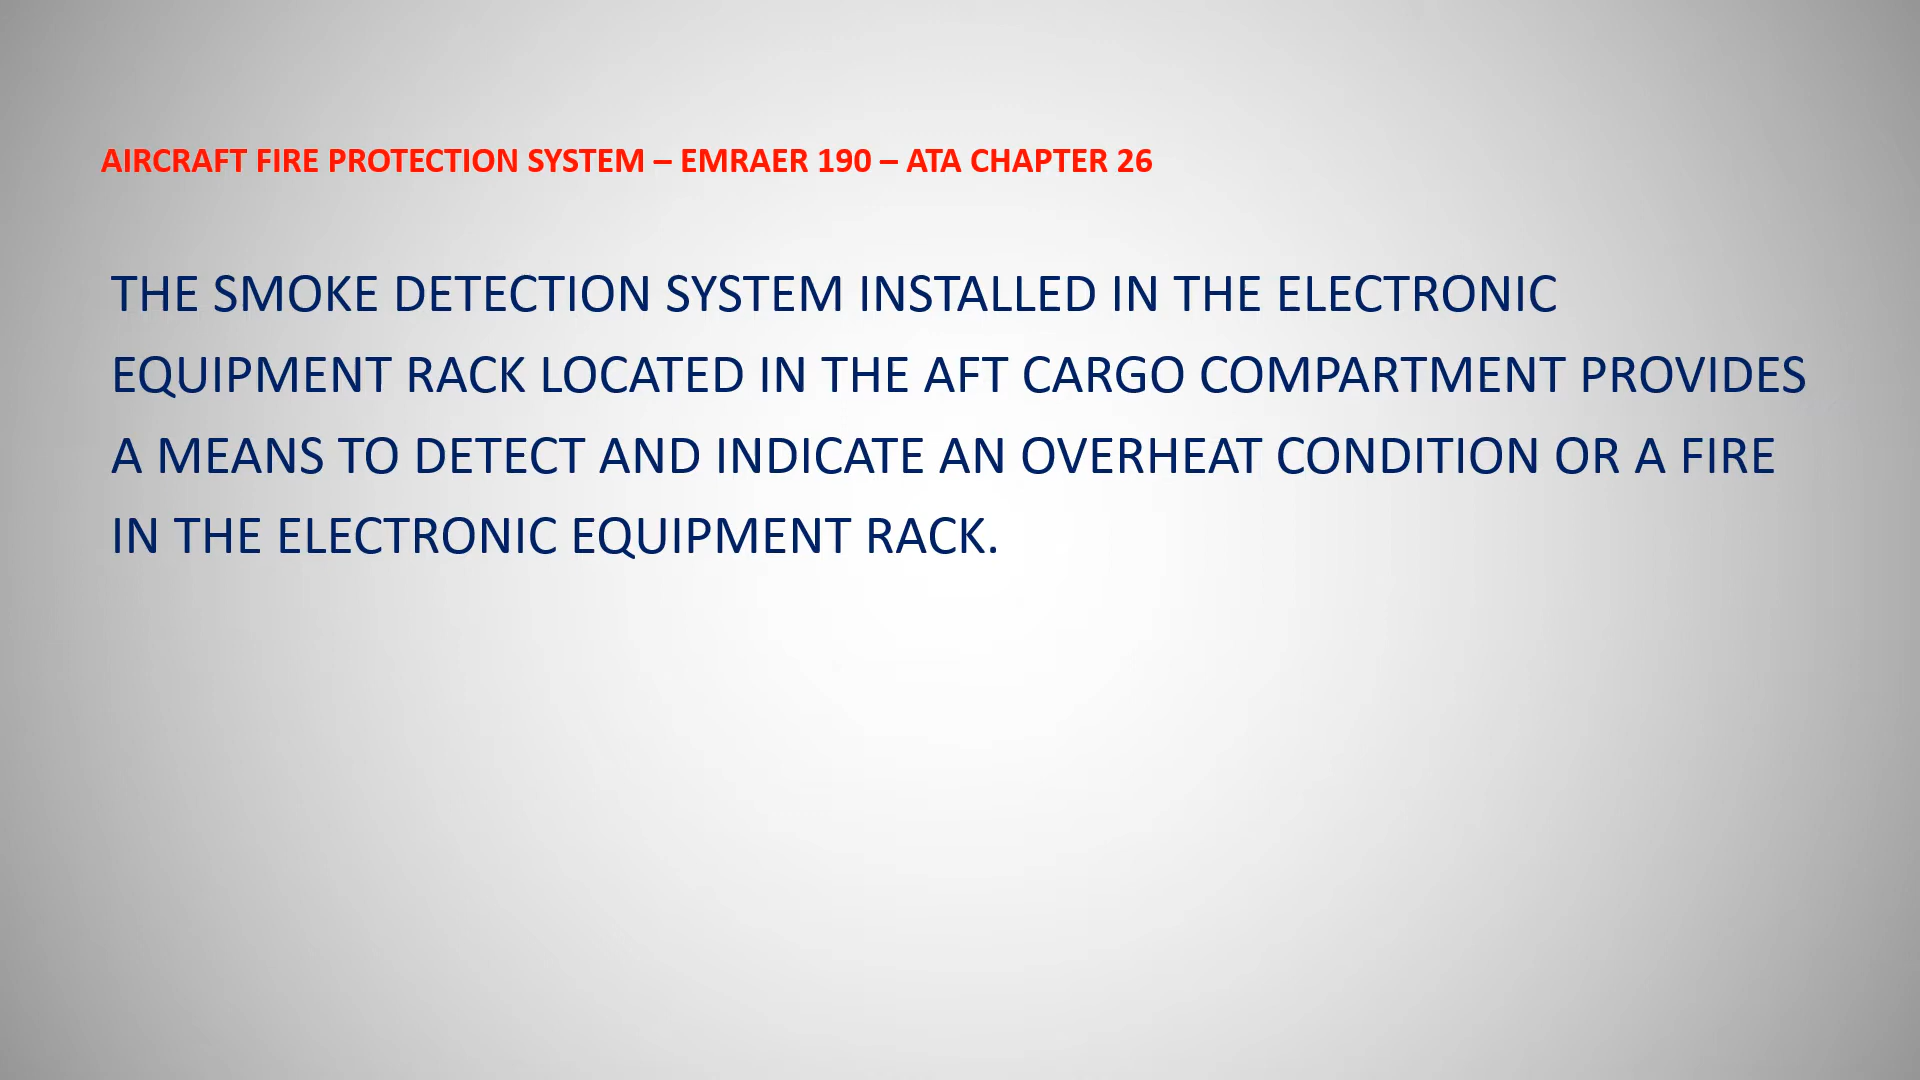 AIRCRAFT FIRE PROTECTION SYSTEM – EMRAER 190 – ATA CHAPTER 26
THE SMOKE DETECTION SYSTEM INSTALLED IN THE ELECTRONIC
EQUIPMENT RACK LOCATED IN THE AFT CARGO COMPARTMENT PROVIDES
A MEANS TO DETECT AND INDICATE AN OVERHEAT CONDITION OR A FIRE
IN THE ELECTRONIC EQUIPMENT RACK.